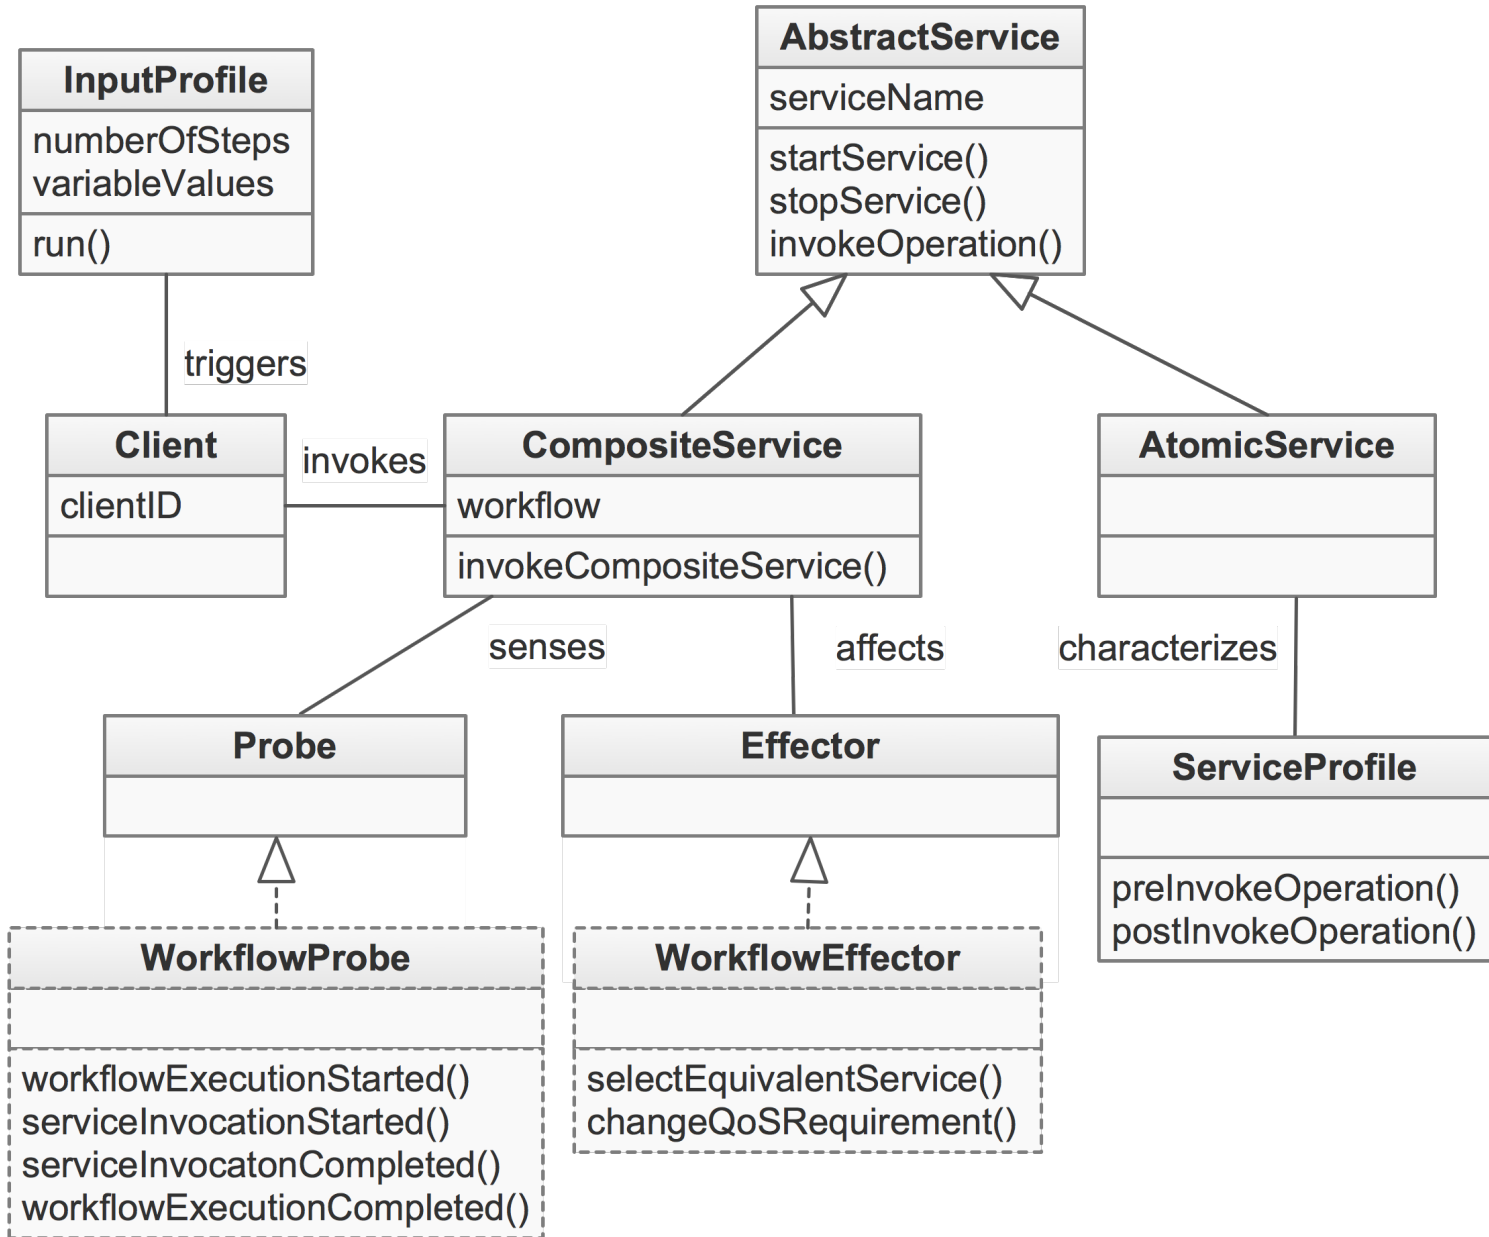 AbstractService
serviceName
startService()
stopService()
invokeOperation()
InputProfile
numberOfSteps
variableValues
run()
triggers
Client
clientID
invokes
CompositeService
workflow
invokeCompositeService()
AtomicService
senses
affects
characterizes
Probe
Effector
ServiceProfile
preInvokeOperation()
postInvokeOperation()
WorkflowProbe
workflowExecutionStarted()
serviceInvocationStarted()
serviceInvocatonCompleted()
workflowExecutionCompleted()
WorkflowEffector
selectEquivalentService()
changeQoSRequirement()